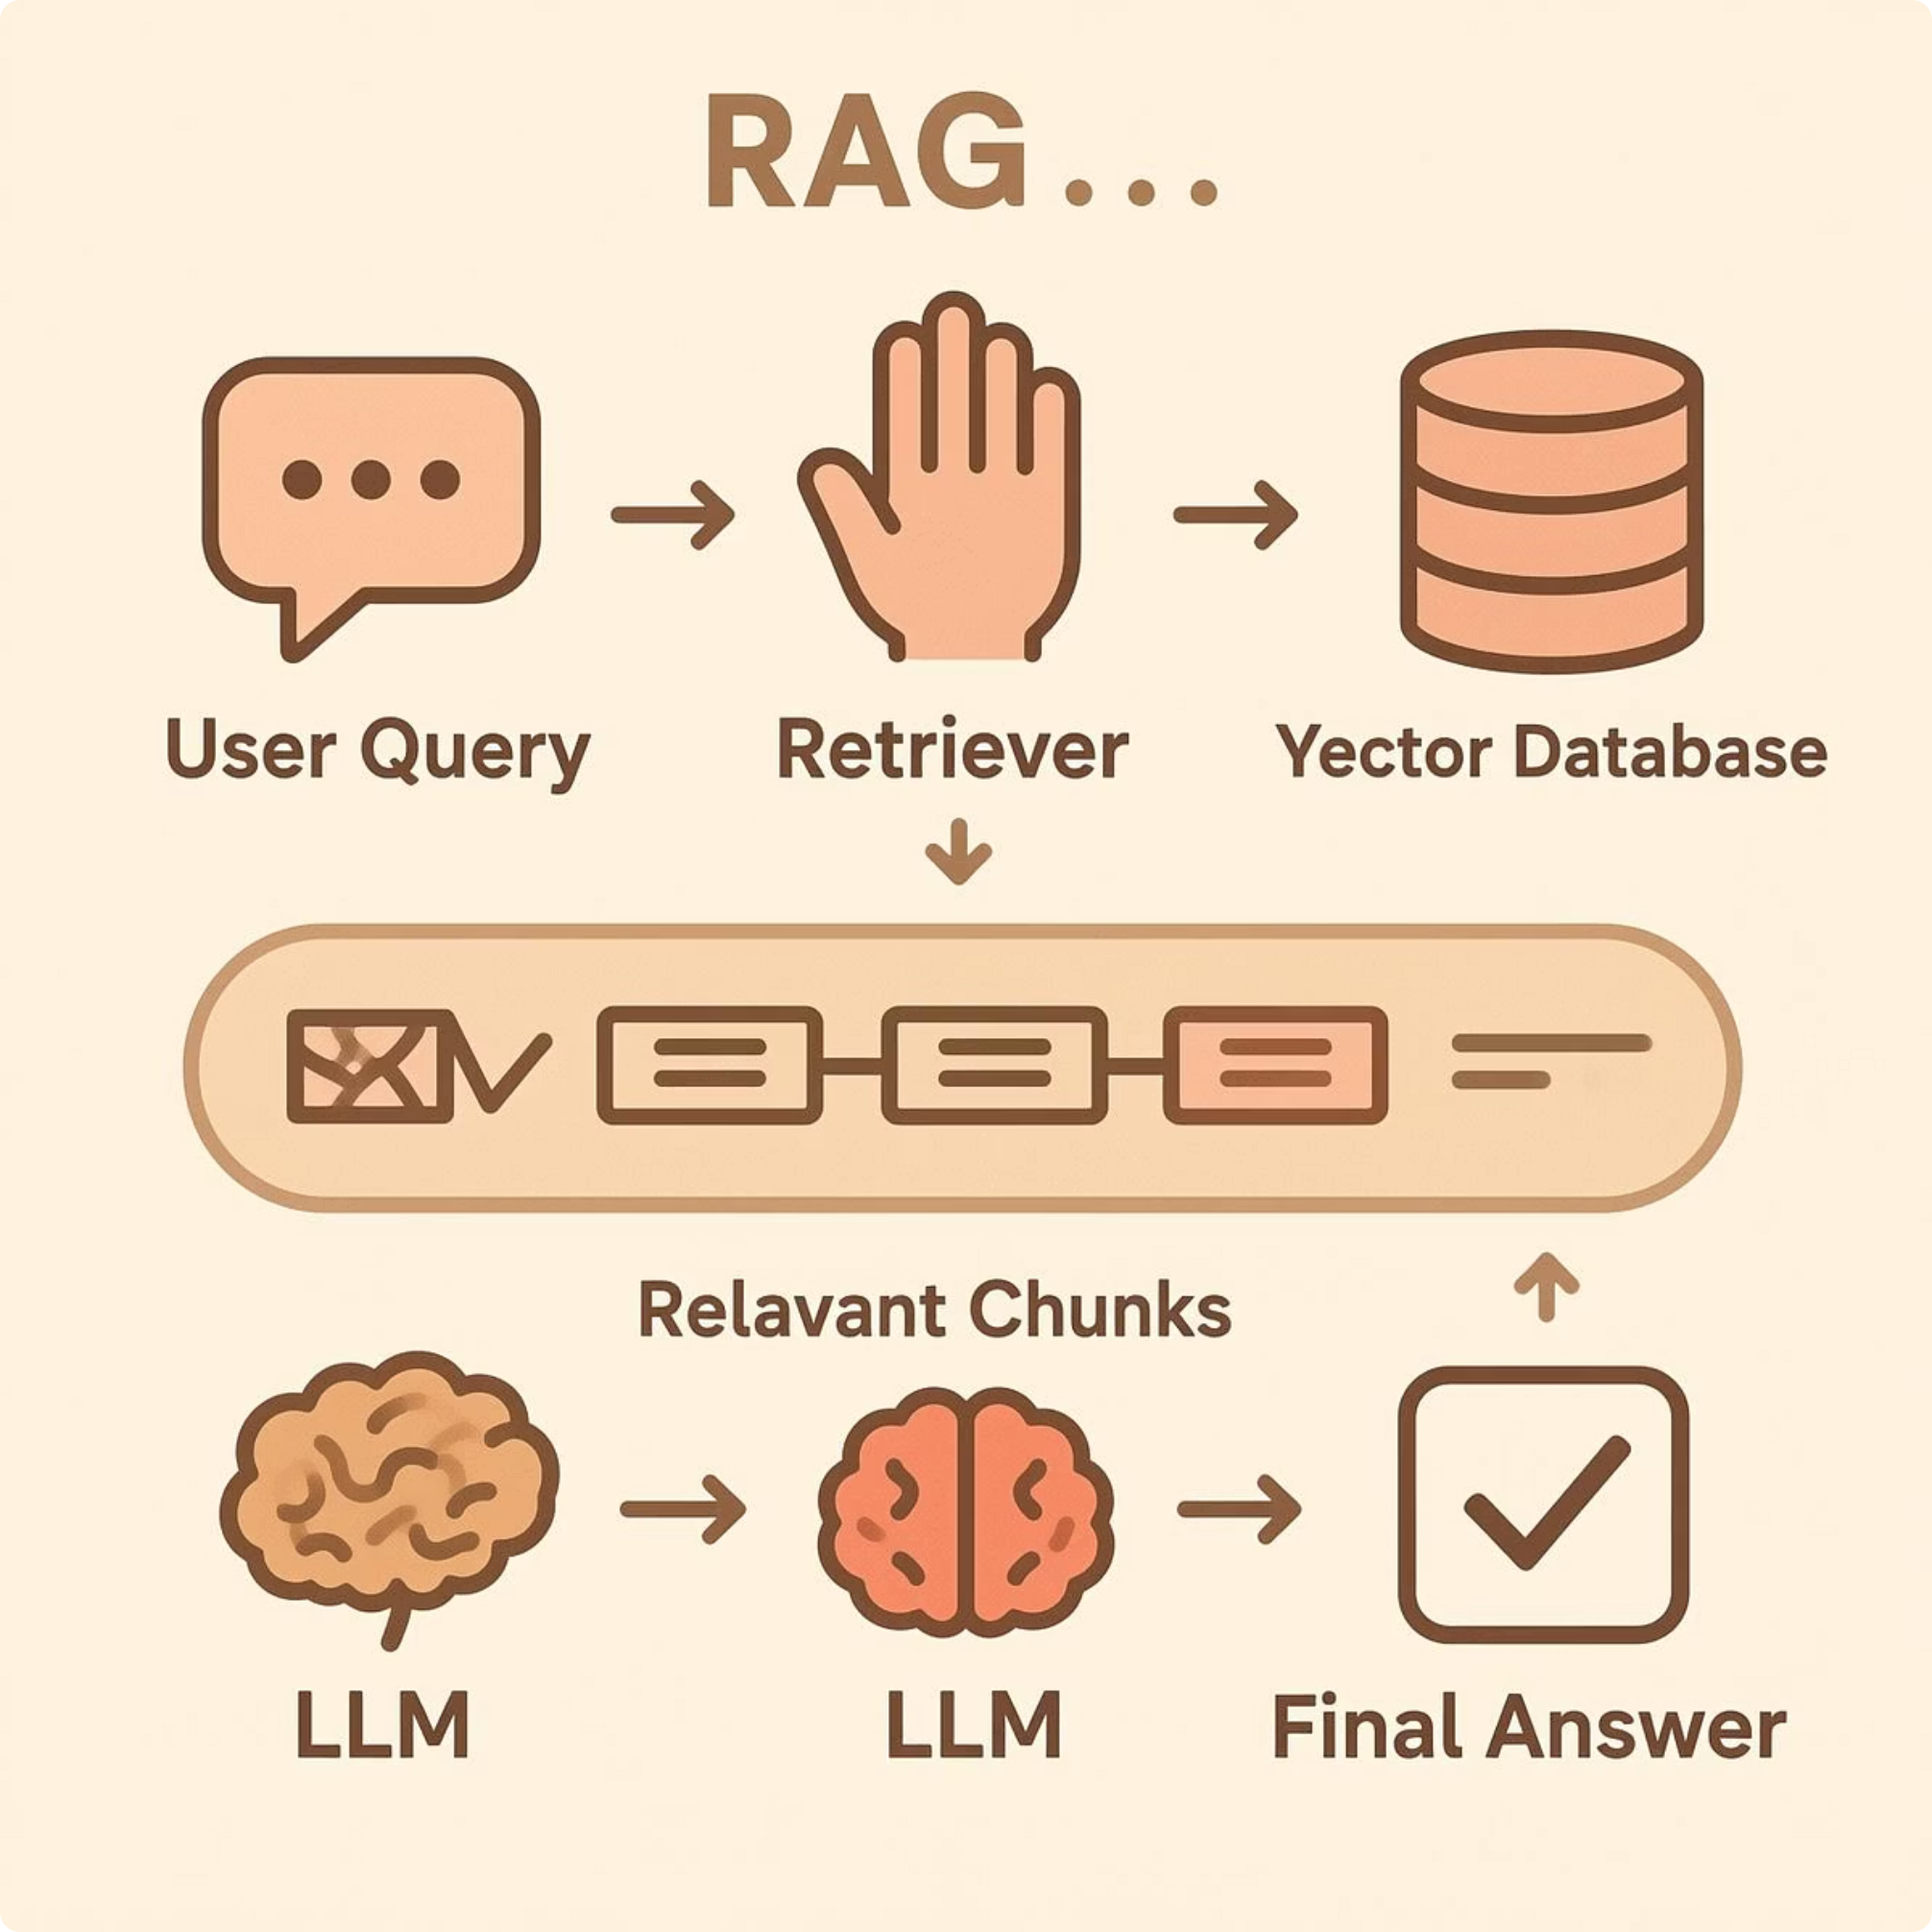 RAG...
User Query
Retriever
Yector Database
Relavant Chunks
LLM
LLM
Final Answer